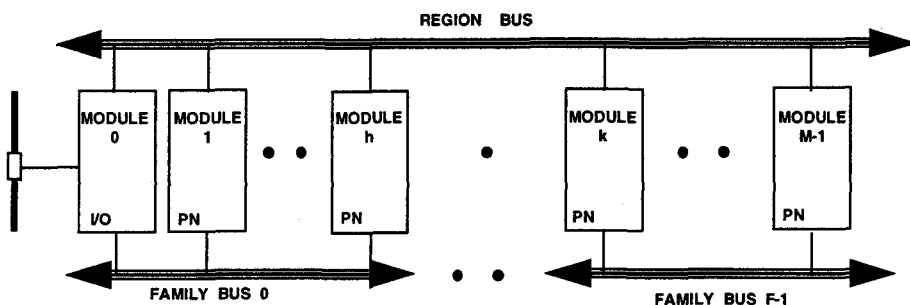 REGION BUS
MODULE
0
I/O
MODULE
1
PN
MODULE
h
PN
MODULE
k
PN
MODULE
M-1
PN
FAMILY BUS 0
FAMILY BUS F-1